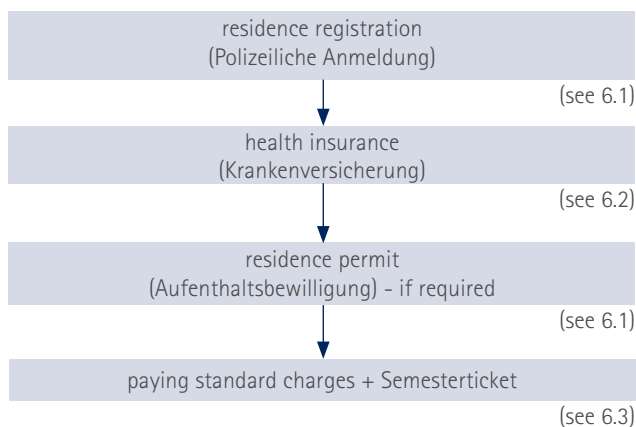 residence registration
(Polizeiliche Anmeldung)
(see 6.1)
health insurance
(Krankenversicherung)
(see 6.2)
residence permit
(Aufenthaltsbewilligung) - if required
(see 6.1)
paying standard charges + Semesterticket
(see 6.3)